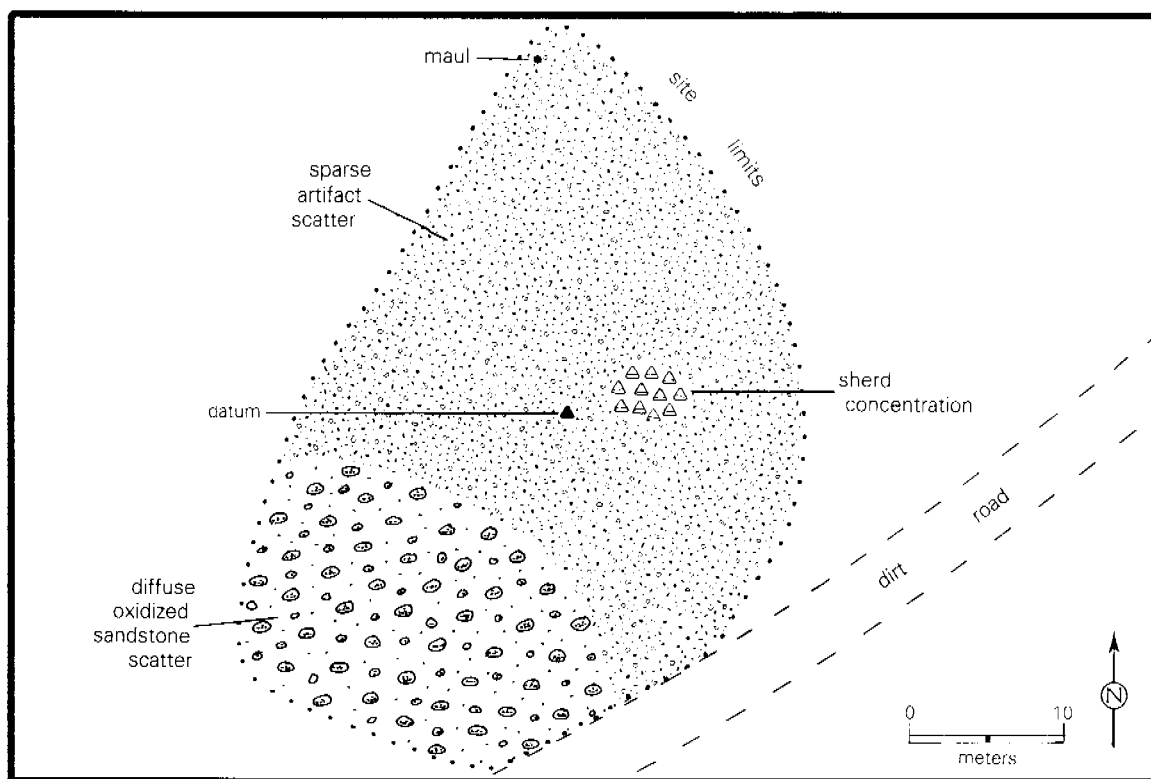 maul
site
limits
sparse
artifact
scatter
sherd
concentration
datum
road
dirt
diffuse
oxidized
sandstone
scatter
N
0 10
meters